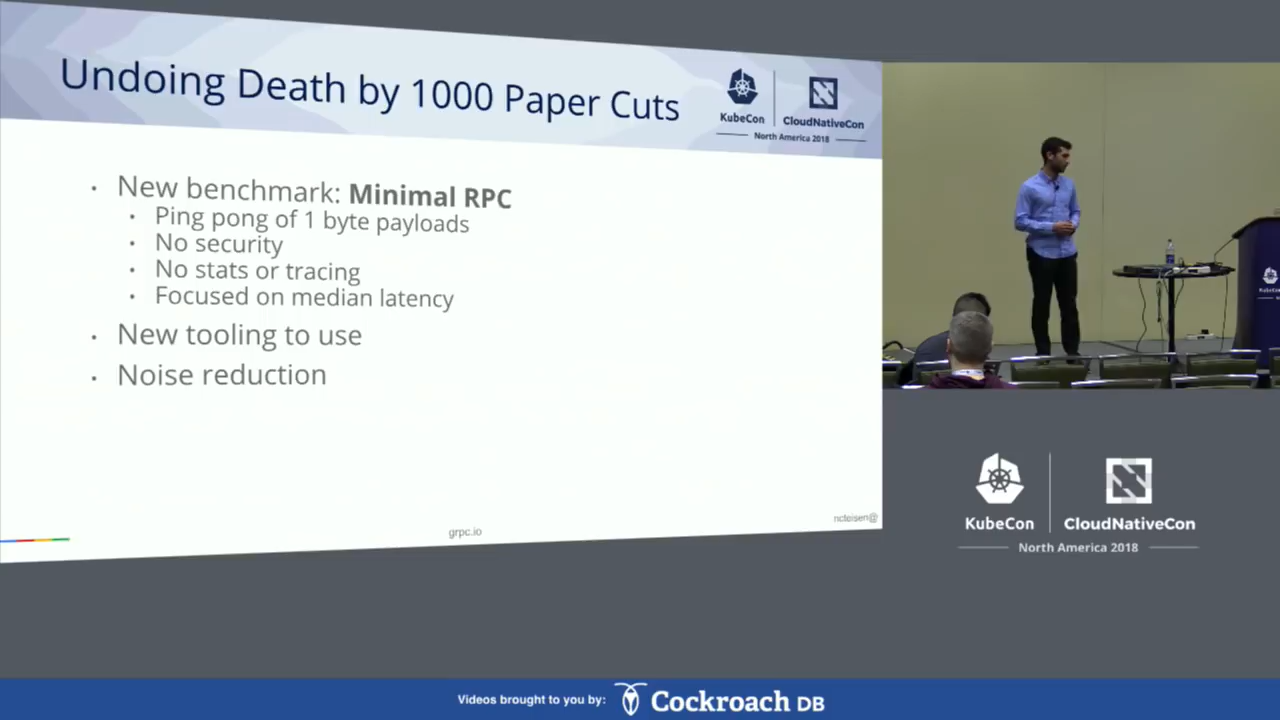 Undoing Death by 1000 Paper Cuts
KubeCon
CloudNativeCon
North America 2018
· New benchmark: Minimal RPC
· Ping pong of 1 byte payloads
· No security
· No stats or tracing
· Focused on median latency
· New tooling to use
· Noise reduction
grpc.io
ncteisen@
KubeCon
CloudNativeCon
North America 2018
Videos brought to you by: Cockroach DB